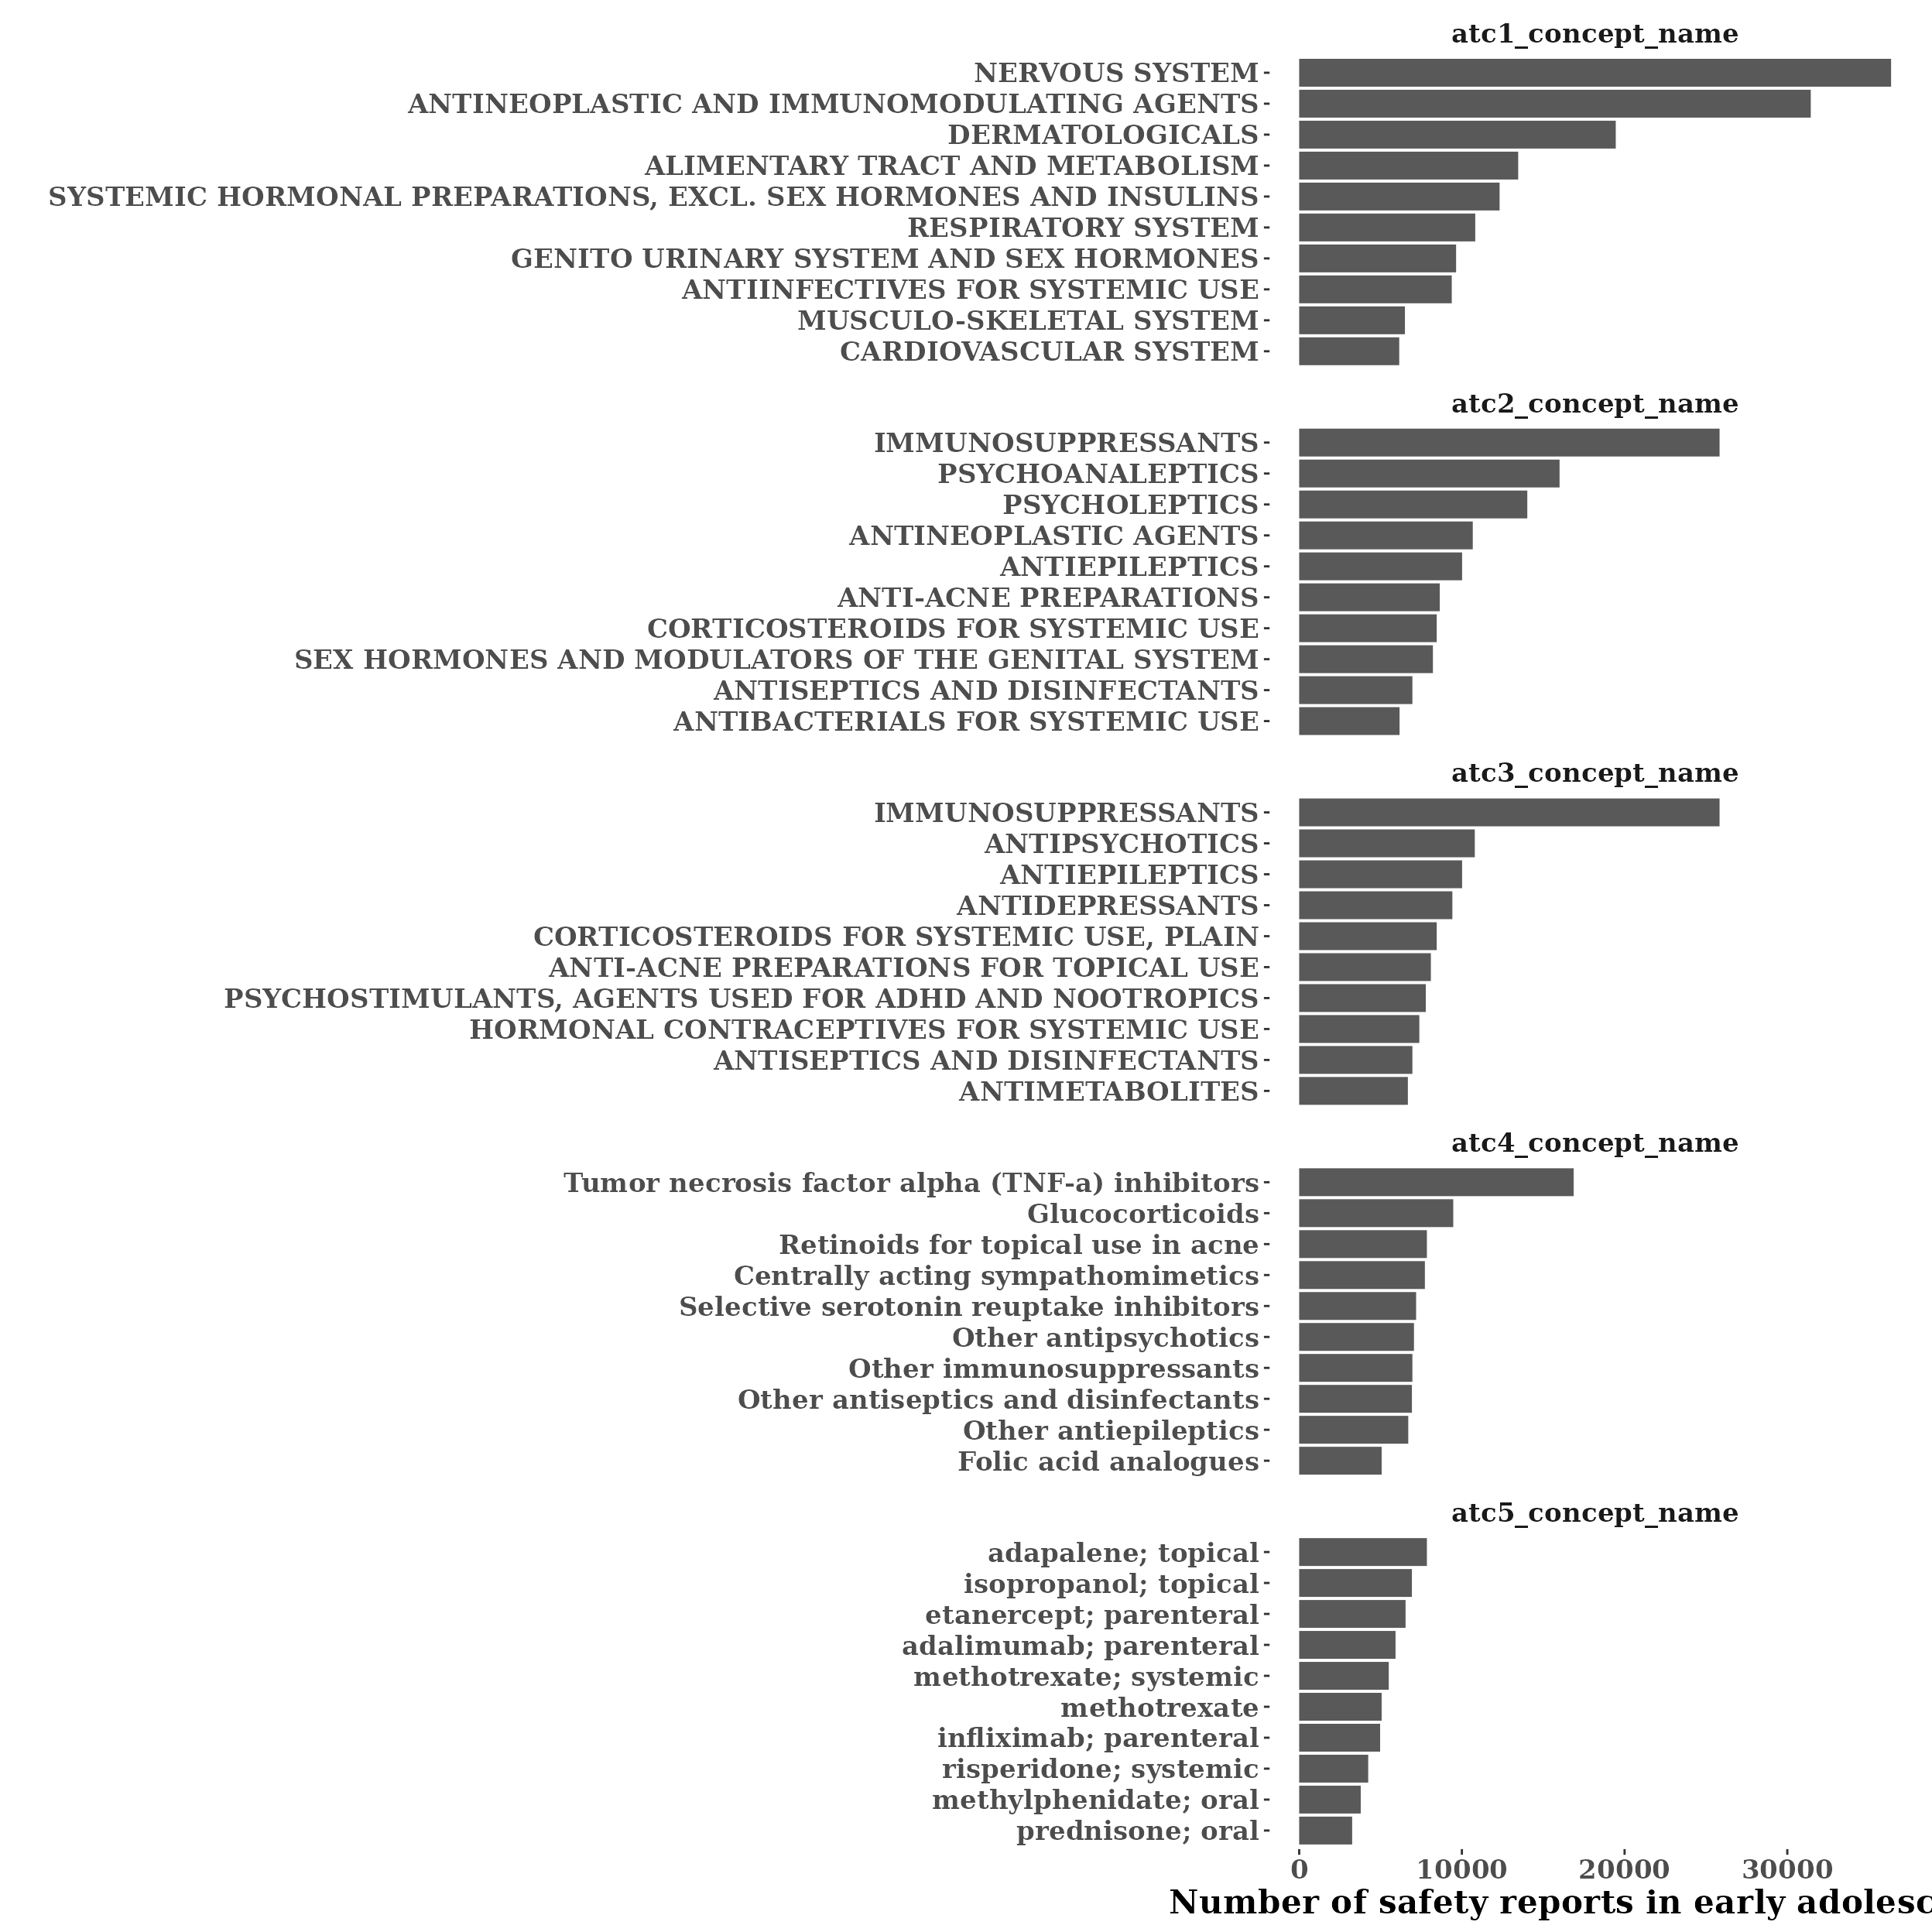 atc1_concept_name
NERVOUS SYSTEM
ANTINEOPLASTIC AND IMMUNOMODULATING AGENTS
DERMATOLOGICALS
ALIMENTARY TRACT AND METABOLISM
SYSTEMIC HORMONAL PREPARATIONS, EXCL. SEX HORMONES AND INSULINS
RESPIRATORY SYSTEM
GENITO URINARY SYSTEM AND SEX HORMONES
ANTIINFECTIVES FOR SYSTEMIC USE
MUSCULO-SKELETAL SYSTEM
CARDIOVASCULAR SYSTEM
atc2_concept_name
IMMUNOSUPPRESSANTS
PSYCHOANALEPTICS
PSYCHOLEPTICS
ANTINEOPLASTIC AGENTS
ANTIEPILEPTICS
ANTI-ACNE PREPARATIONS
CORTICOSTEROIDS FOR SYSTEMIC USE
SEX HORMONES AND MODULATORS OF THE GENITAL SYSTEM
ANTISEPTICS AND DISINFECTANTS
ANTIBACTERIALS FOR SYSTEMIC USE
atc3_concept_name
IMMUNOSUPPRESSANTS
ANTIPSYCHOTICS
ANTIEPILEPTICS
ANTIDEPRESSANTS
CORTICOSTEROIDS FOR SYSTEMIC USE, PLAIN
ANTI-ACNE PREPARATIONS FOR TOPICAL USE
PSYCHOSTIMULANTS, AGENTS USED FOR ADHD AND NOOTROPICS
HORMONAL CONTRACEPTIVES FOR SYSTEMIC USE
ANTISEPTICS AND DISINFECTANTS
ANTIMETABOLITES
atc4_concept_name
Tumor necrosis factor alpha (TNF-a) inhibitors
Glucocorticoids
Retinoids for topical use in acne
Centrally acting sympathomimetics
Selective serotonin reuptake inhibitors
Other antipsychotics
Other immunosuppressants
Other antiseptics and disinfectants
Other antiepileptics
Folic acid analogues
atc5_concept_name
adapalene; topical
isopropanol; topical
etanercept; parenteral
adalimumab; parenteral
methotrexate; systemic
methotrexate
infliximab; parenteral
risperidone; systemic
methylphenidate; oral
prednisone; oral
0 10000 20000 30000
Number of safety reports in early adolesc